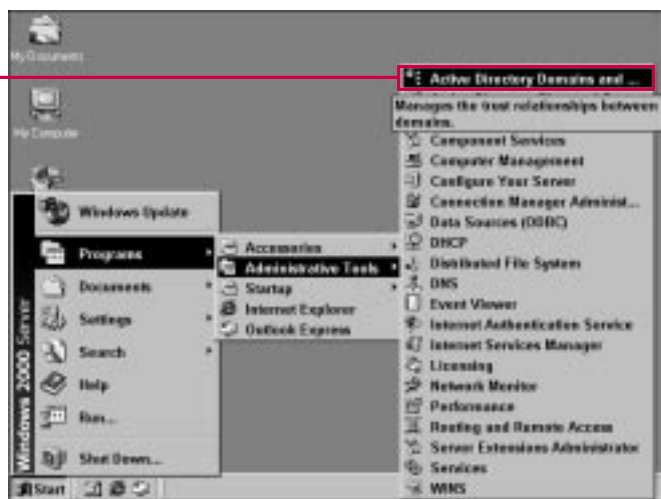 My Documents
My Computer
Active Directory Domains and ...
Manages the trust relationships between
domains.
Component Services
Computer Management
Configure Your Server
Connection Manager Administ...
Data Sources (ODBC)
DHCP
Distributed File System
DNS
Event Viewer
Internet Authentication Service
Internet Services Manager
Licensing
Network Monitor
Performance
Routing and Remote Access
Server Extensions Administrator
Services
WINS
Accessories
Administrative Tools
Startup
Internet Explorer
Outlook Express
Windows Update
Programs
Documents
Settings
Search
Help
Run...
Shut Down...
Windows 2000 Server
Start